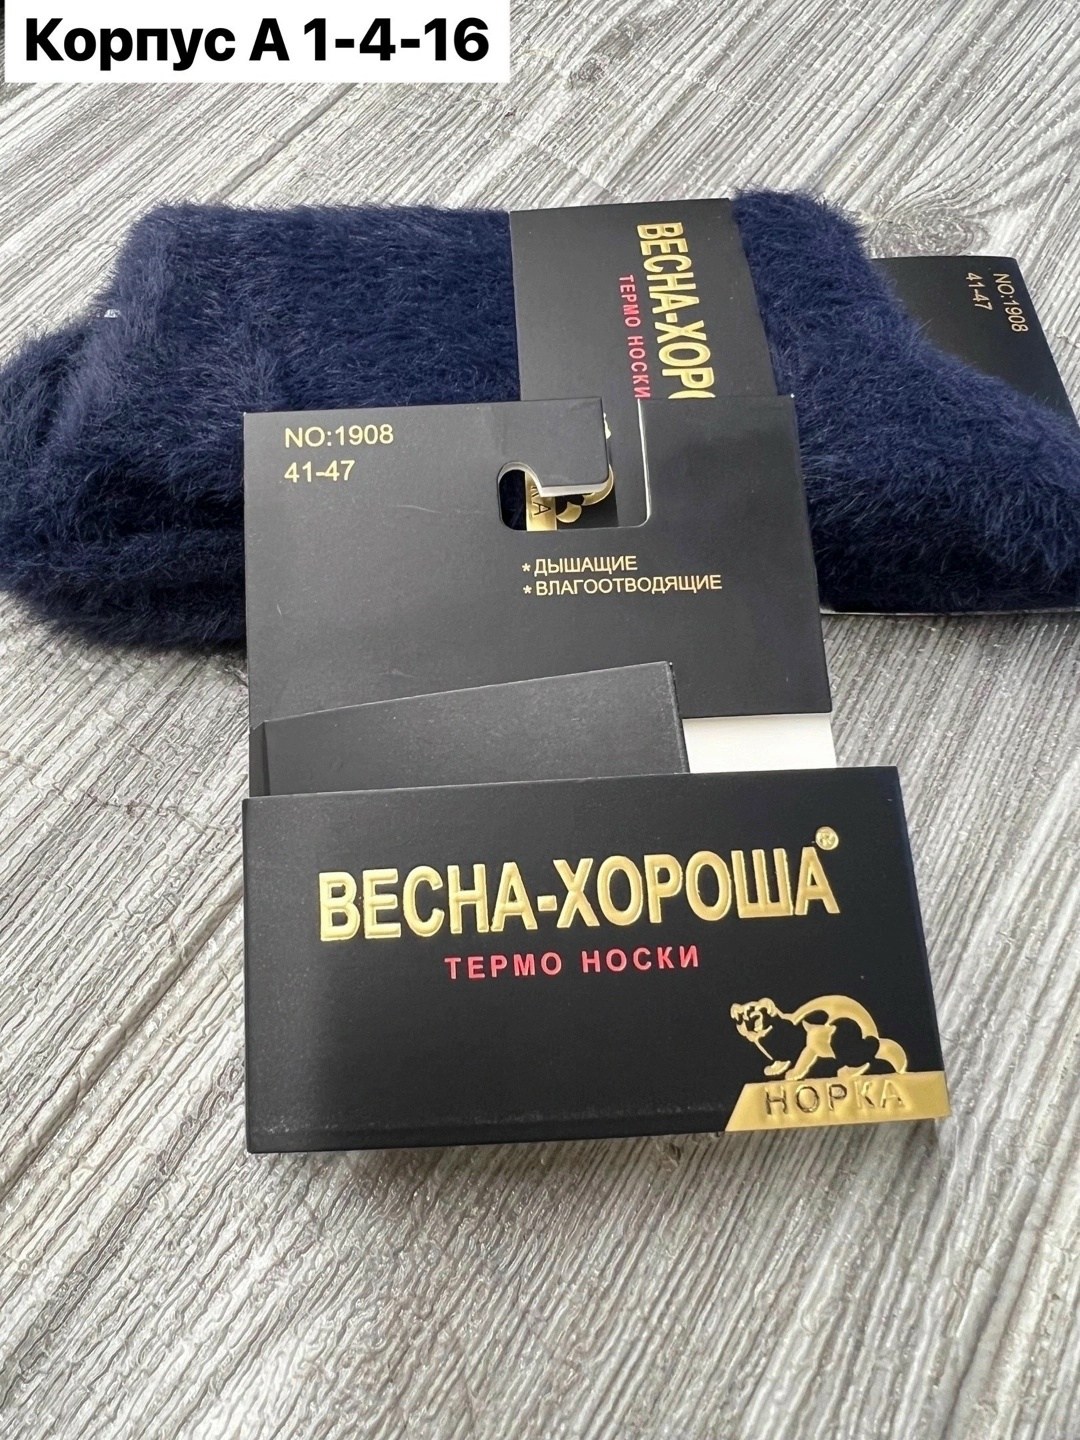 Корпус А 1-4-16
ВЕСНА-ХОР
ТЕРМО НОСКИ
NO:1908
41-47
NO:1908
41-47
* ДЫШАЩИЕ
* ВЛАГООТВОДЯЩИЕ
ВЕСНА-ХОРОША®
ТЕРМО НОСКИ
НОРКА